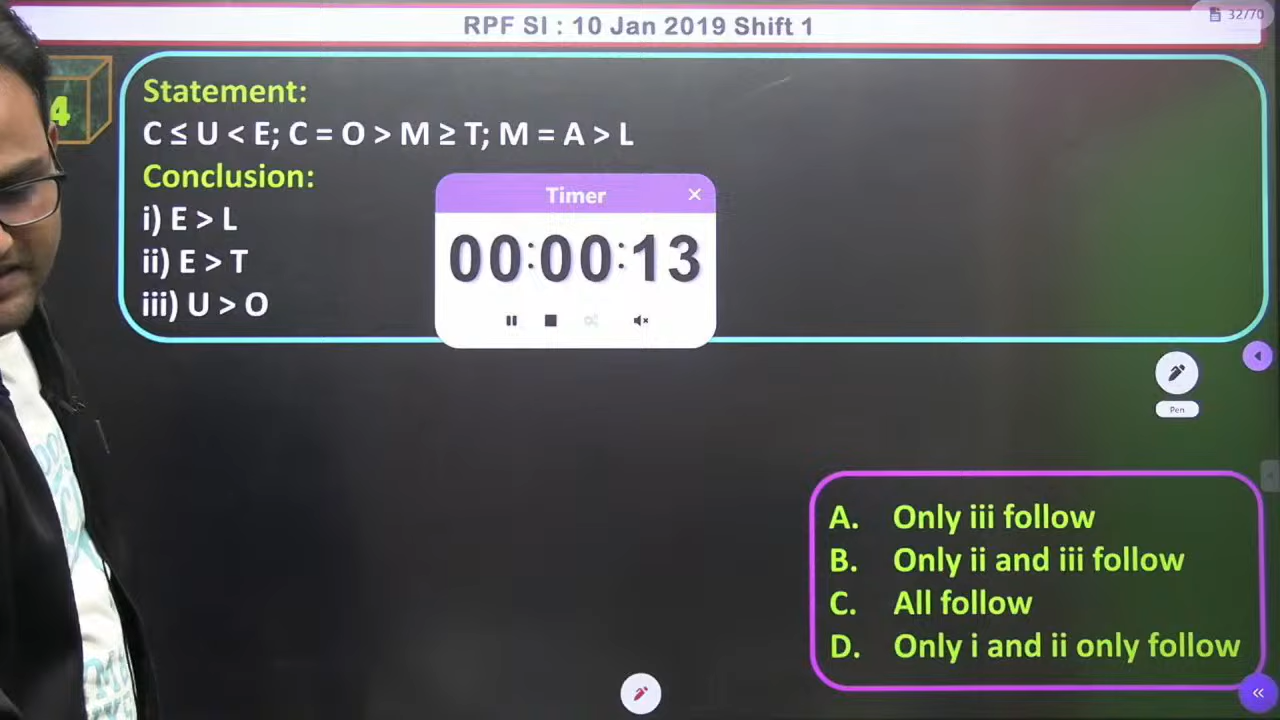 RPF SI : 10 Jan 2019 Shift 1
32/70
4
Statement:
C ≤ U < E; C = O > M ≥ T; M = A > L
Conclusion:
i) E > L
ii) E > T
iii) U > O
Timer
00:00:13
Pen
A. Only iii follow
B. Only ii and iii follow
C. All follow
D. Only i and ii only follow